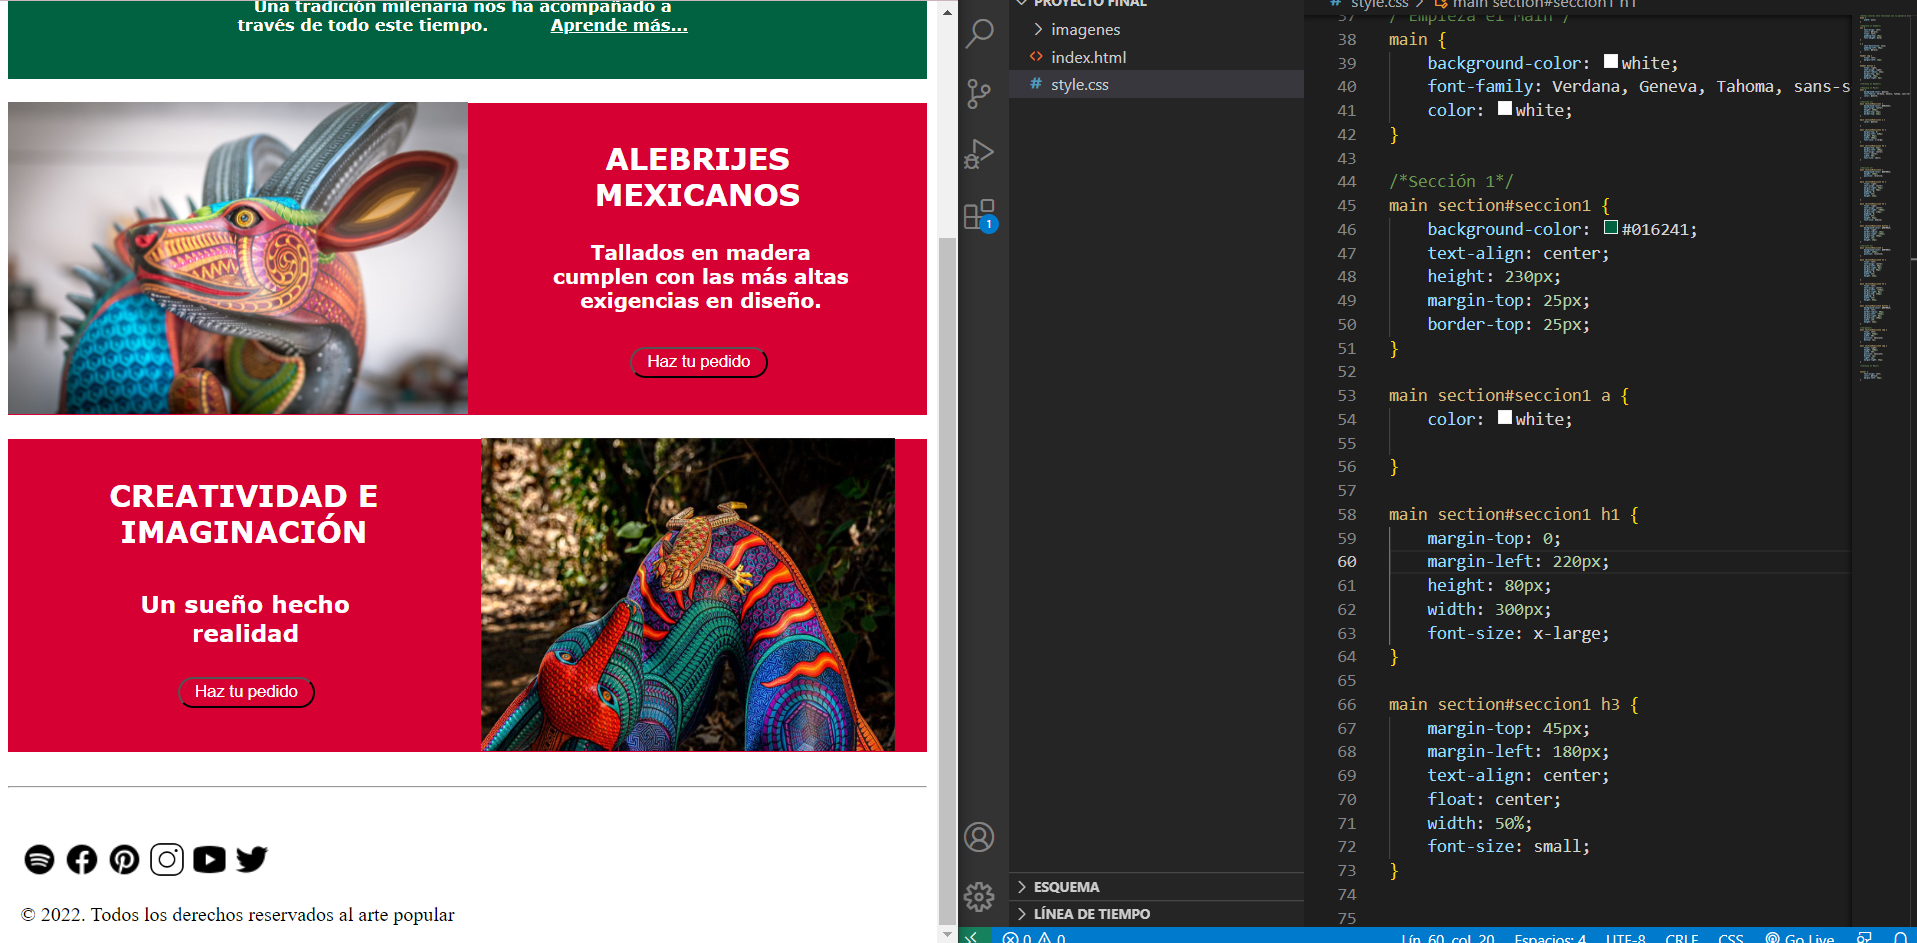 Una tradición milenaria nos ha acompañado a
través de todo este tiempo. Aprende más...
ALEBRIJES
MEXICANOS
Tallados en madera
cumplen con las más altas
exigencias en diseño.
Haz tu pedido
CREATIVIDAD E
IMAGINACIÓN
Un sueño hecho
realidad
Haz tu pedido
© 2022. Todos los derechos reservados al arte popular
PROYECTO FINAL
imagenes
index.html
# style.css
1
ESQUEMA
LÍNEA DE TIEMPO
# style.css > main section#seccion1 h1
37 /*Empieza el Main*/
38 main {
39 background-color: white;
40 font-family: Verdana, Geneva, Tahoma, sans-s
41 color: white;
42 }
43
44 /*Sección 1*/
45 main section#seccion1 {
46 background-color: #016241;
47 text-align: center;
48 height: 230px;
49 margin-top: 25px;
50 border-top: 25px;
51 }
52
53 main section#seccion1 a {
54 color: white;
55
56 }
57
58 main section#seccion1 h1 {
59 margin-top: 0;
60 margin-left: 220px;
61 height: 80px;
62 width: 300px;
63 font-size: x-large;
64 }
65
66 main section#seccion1 h3 {
67 margin-top: 45px;
68 margin-left: 180px;
69 text-align: center;
70 float: center;
71 width: 50%;
72 font-size: small;
73 }
74
75
0 0 Lín. 60, col. 20 Espacios: 4 UTF-8 CRLF CSS Go Live